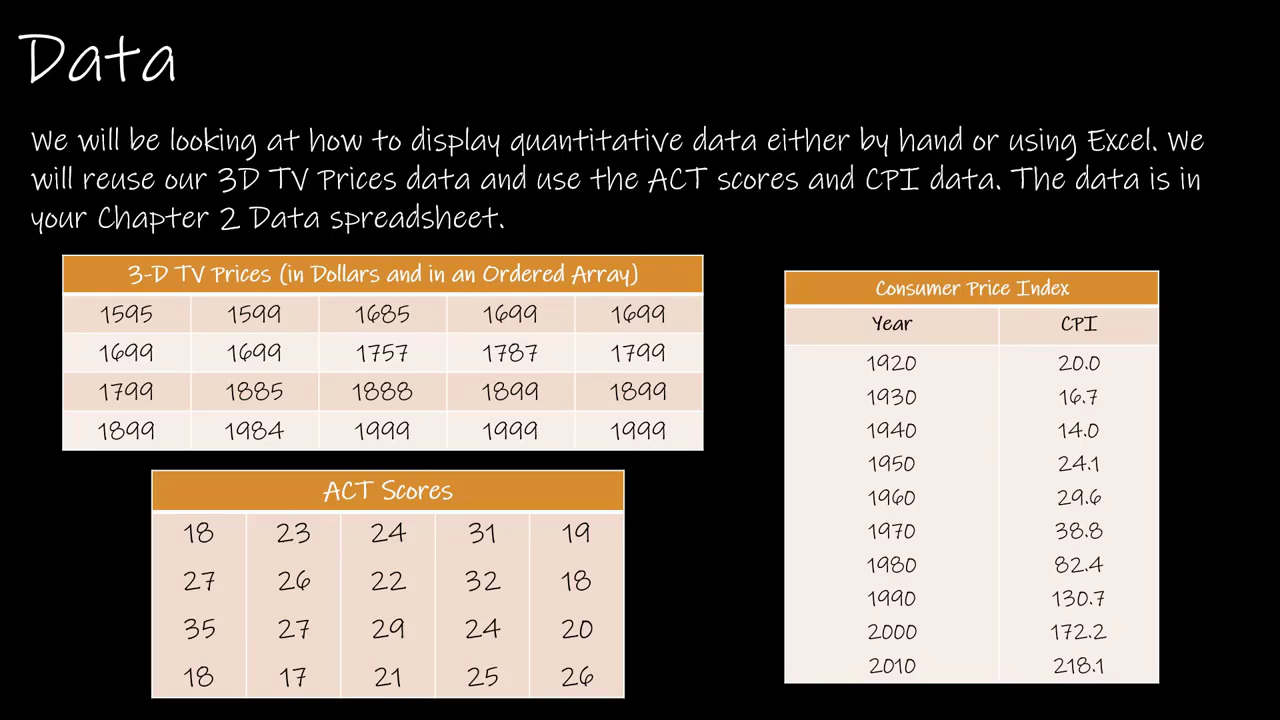 Data
We will be looking at how to display quantitative data either by hand or using Excel. We
will reuse our 3D TV Prices data and use the ACT scores and CPI data. The data is in
your Chapter 2 Data spreadsheet.
3-D TV Prices (in Dollars and in an Ordered Array)
1595 1599 1685 1699 1699
1699 1699 1757 1787 1799
1799 1885 1888 1899 1899
1899 1984 1999 1999 1999
ACT Scores
18 23 24 31 19
27 26 22 32 18
35 27 29 24 20
18 17 21 25 26
Consumer Price Index
Year CPI
1920 20.0
1930 16.7
1940 14.0
1950 24.1
1960 29.6
1970 38.8
1980 82.4
1990 130.7
2000 172.2
2010 218.1